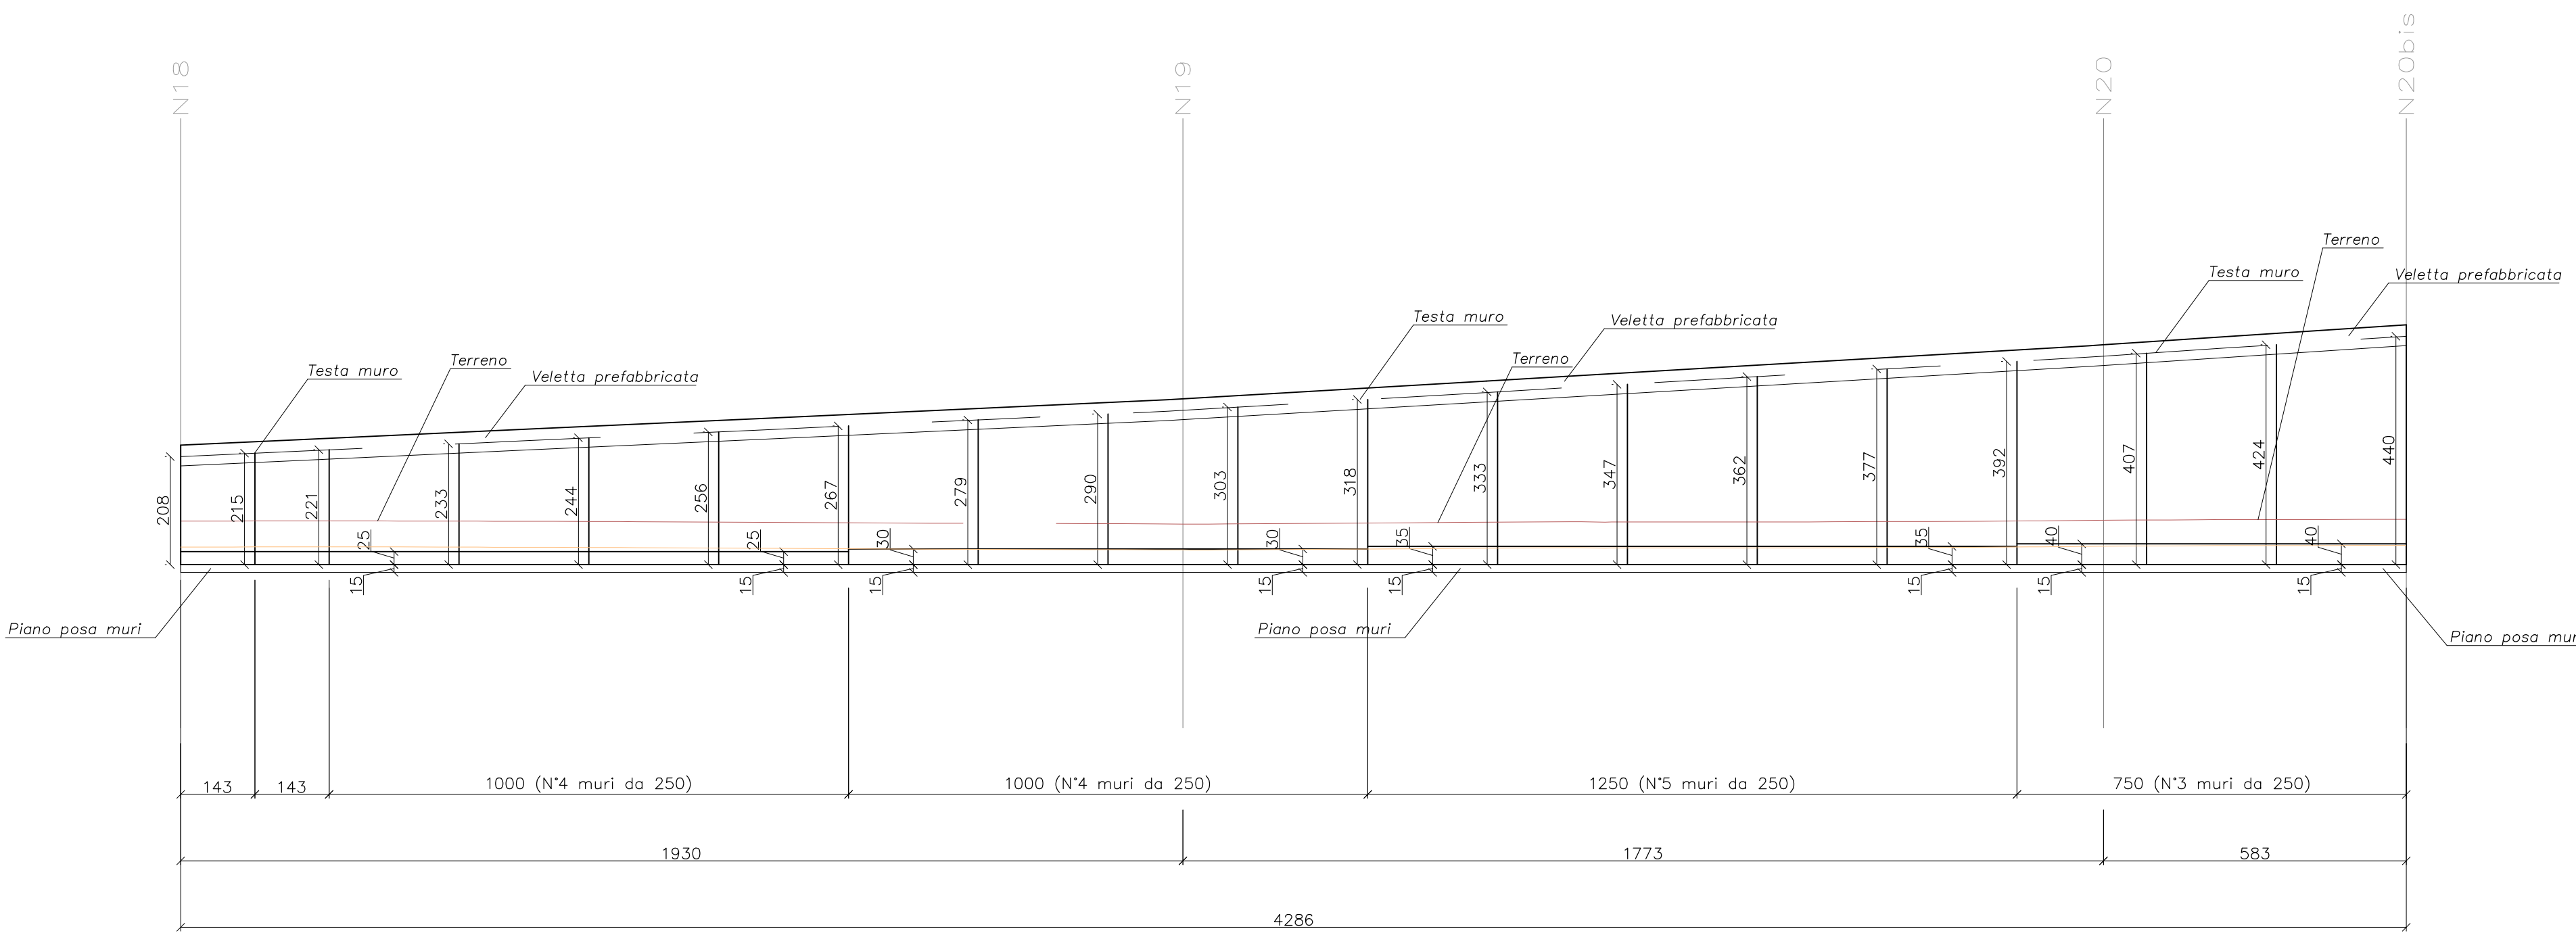 N18
N19
N20
N20bis
Terreno
Testa muro
Veletta prefabbricata
Testa muro
Veletta prefabbricata
Terreno
Terreno
Testa muro
Veletta prefabbricata
208
215
221
233
244
256
267
279
290
303
318
333
347
362
377
392
407
424
440
25
25
30
30
35
35
40
40
15
15
15
15
15
15
15
15
Piano posa muri
Piano posa muri
Piano posa mur
143
143
1000 (N°4 muri da 250)
1000 (N°4 muri da 250)
1250 (N°5 muri da 250)
750 (N°3 muri da 250)
1930
1773
583
4286